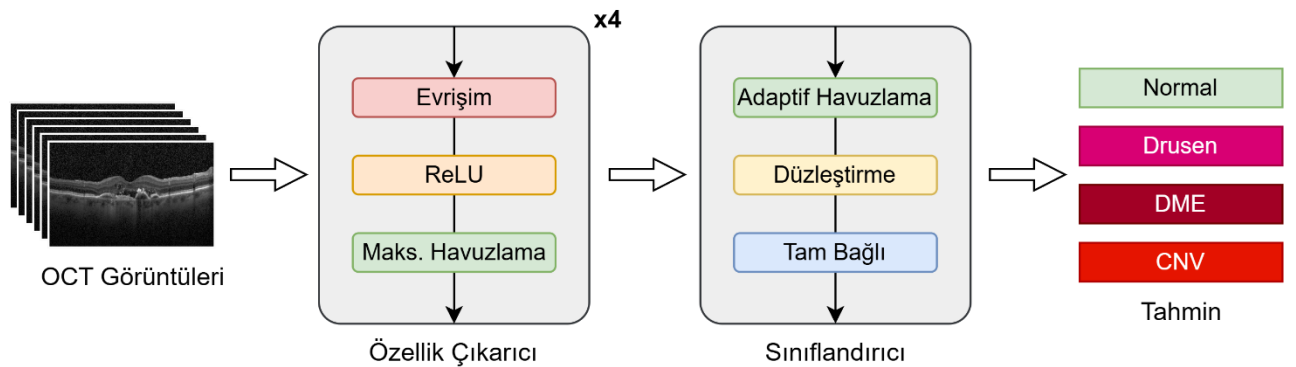 OCT Görüntüleri
x4
Evrişim
ReLU
Maks. Havuzlama
Özellik Çıkarıcı
Adaptif Havuzlama
Düzleştirme
Tam Bağlı
Sınıflandırıcı
Normal
Drusen
DME
CNV
Tahmin